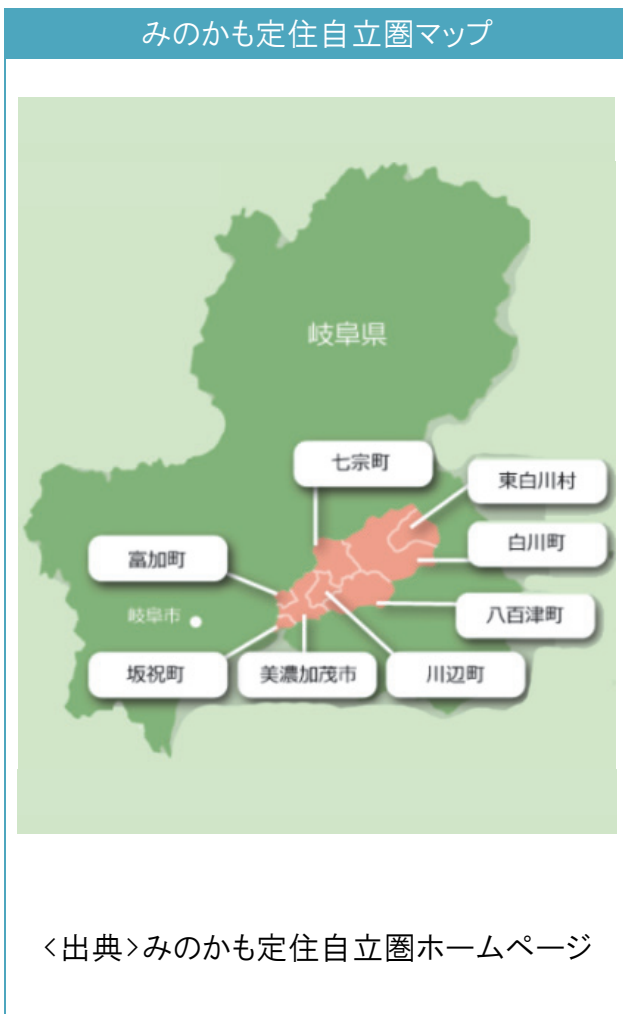 みのかも定住自立圏マップ
岐阜県
七宗町
東白川村
白川町
富加町
八百津町
岐阜市
坂祝町
美濃加茂市
川辺町
<出典>みのかも定住自立圏ホームページ